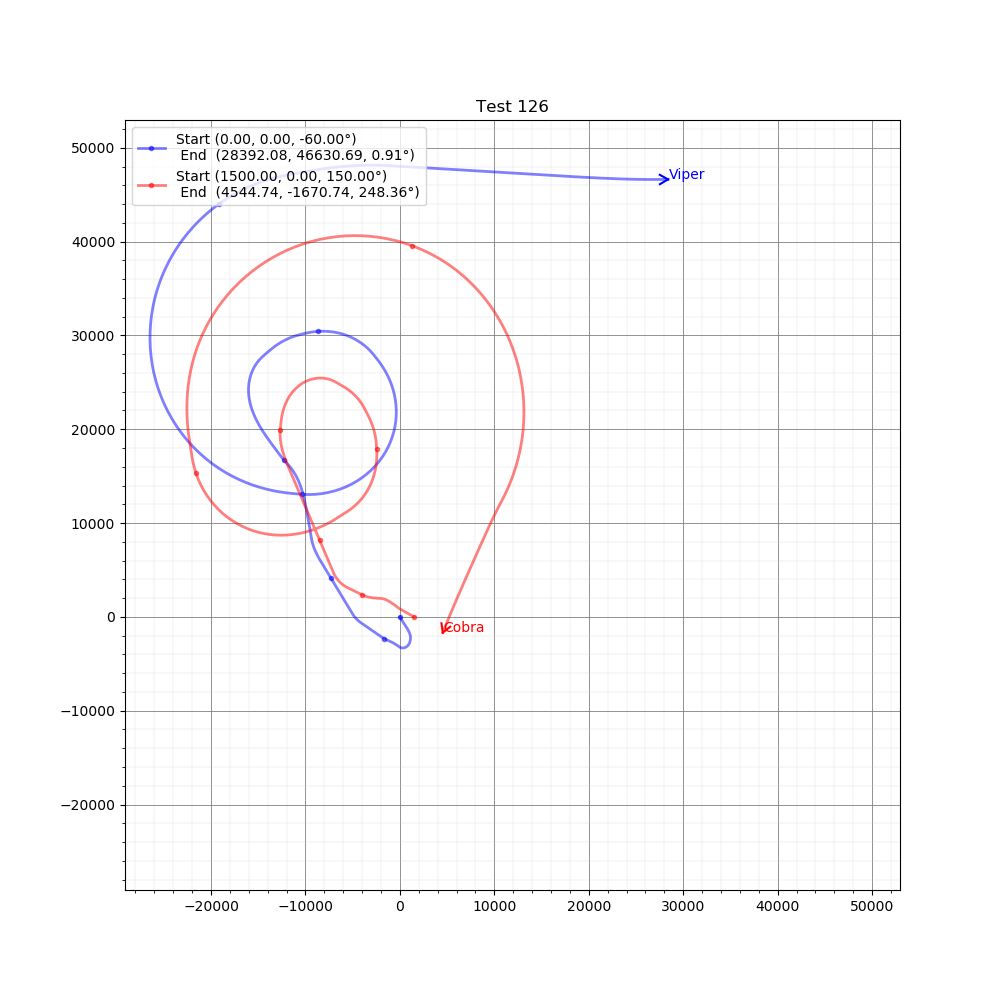 Test 126
Start (0.00, 0.00, -60.00°)
End (28392.08, 46630.69, 0.91°)
Start (1500.00, 0.00, 150.00°)
End (4544.74, -1670.74, 248.36°)
Viper
Cobra
50000
40000
30000
20000
10000
0
−10000
−20000
−20000 −10000 0 10000 20000 30000 40000 50000